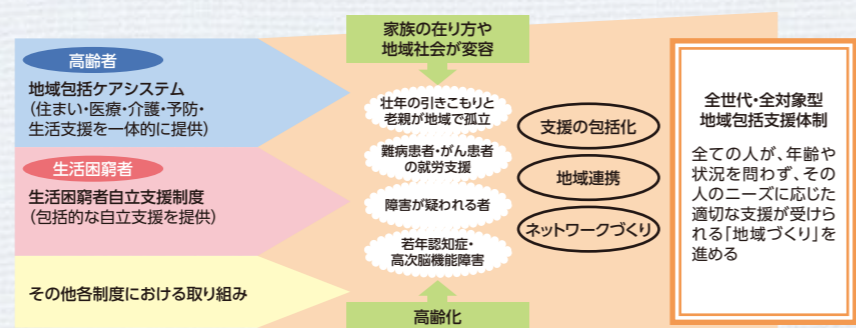 高齢者
地域包括ケアシステム
（住まい・医療・介護・予防・
生活支援を一体的に提供）
生活困窮者
生活困窮者自立支援制度
（包括的な自立支援を提供）
その他各制度における取り組み
家族の在り方や
地域社会が変容
壮年の引きこもりと
老親が地域で孤立
難病患者・がん患者
の就労支援
障害が疑われる者
若年認知症・
高次脳機能障害
高齢化
支援の包括化
地域連携
ネットワークづくり
全世代・全対象型
地域包括支援体制
全ての人が、年齢や
状況を問わず、その
人のニーズに応じた
適切な支援が受けら
れる「地域づくり」を
進める